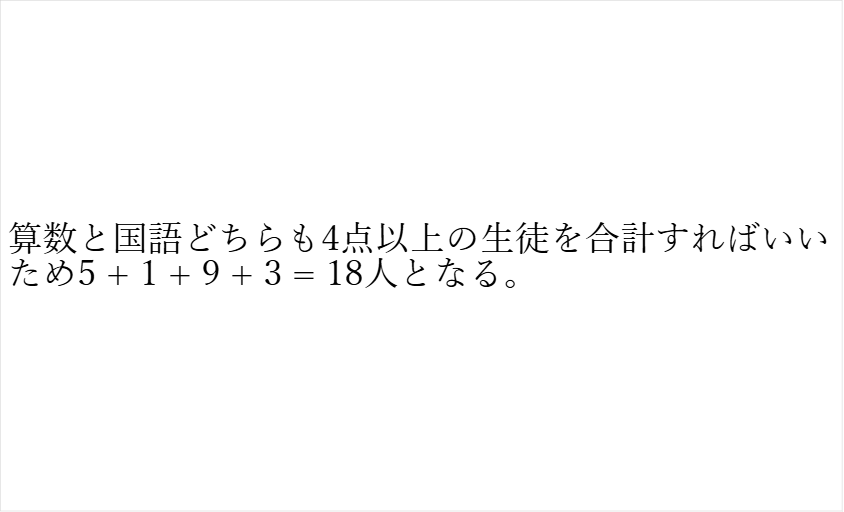 算数と国語どちらも4点以上の生徒を合計すればいい
ため5 + 1 + 9 + 3 = 18人となる。